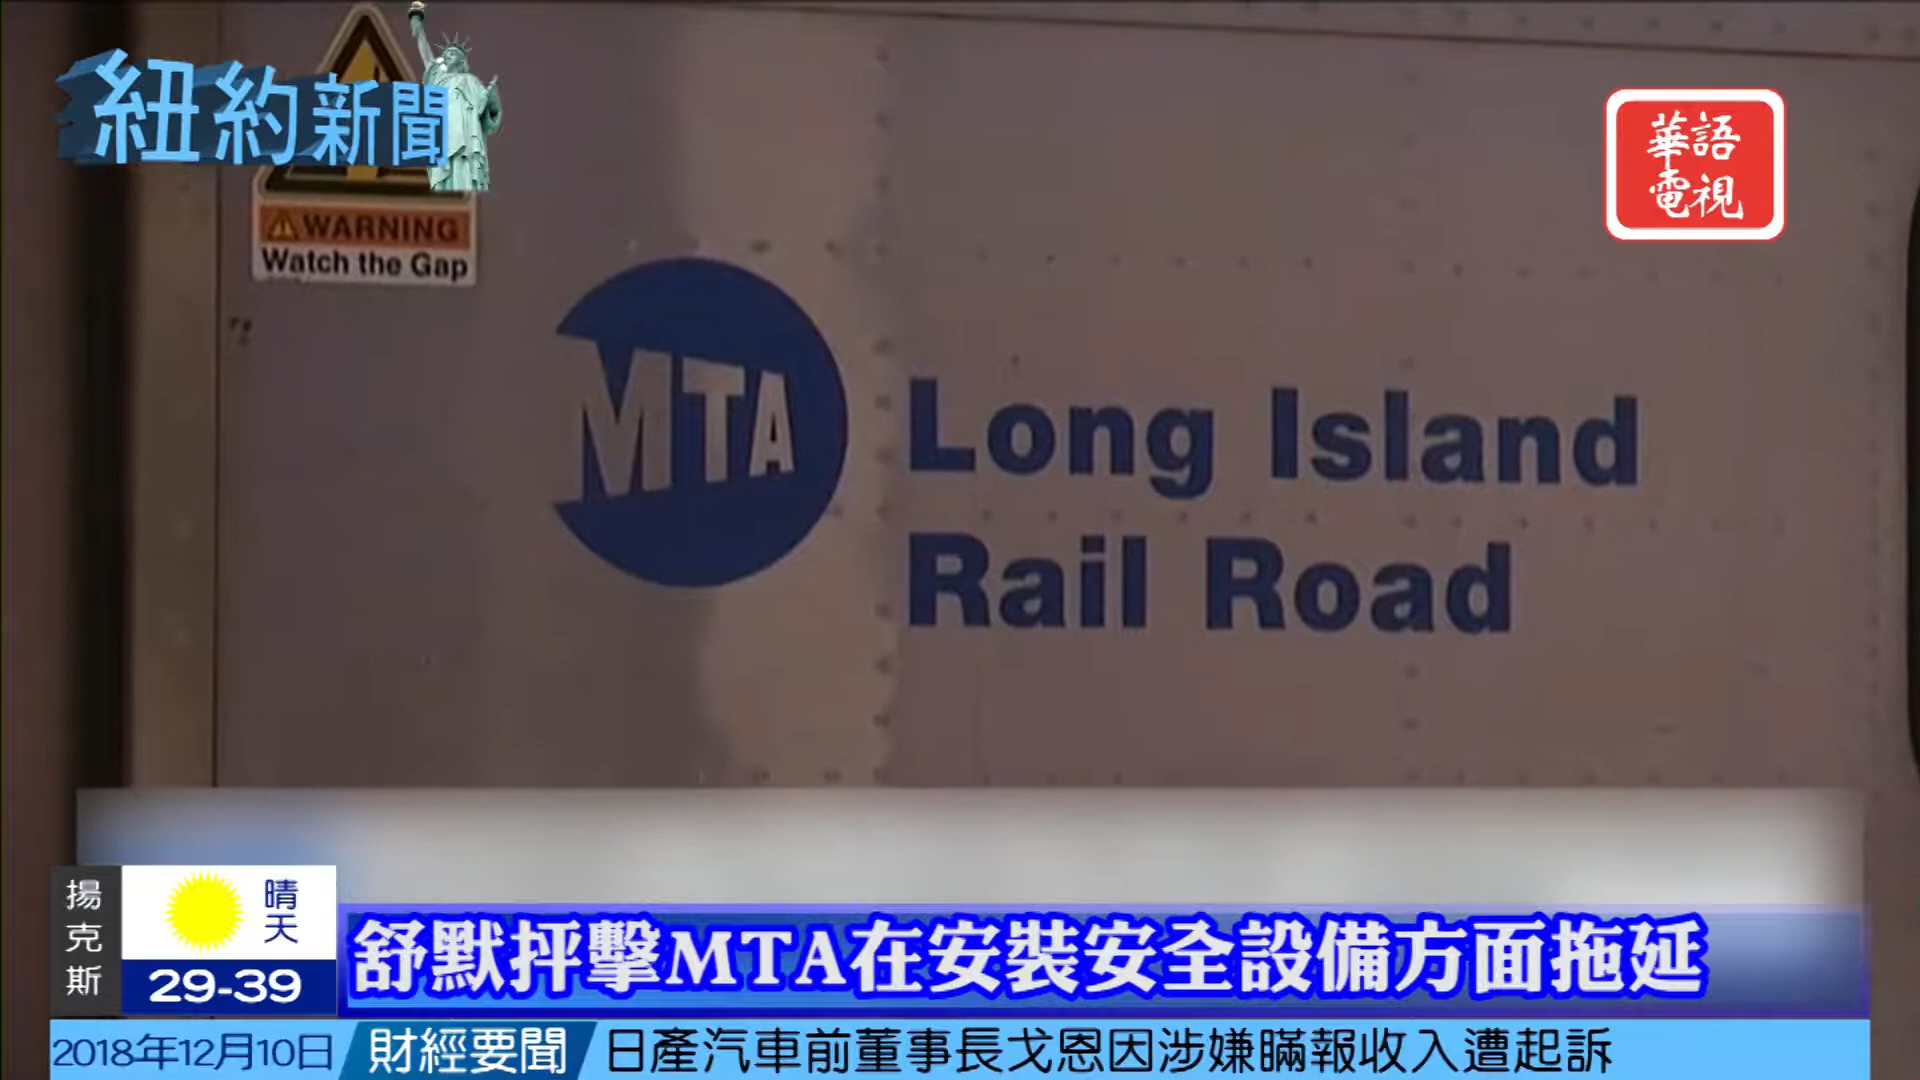 紐約新聞
華語
電視
WARNING
Watch the Gap
MTA
Long Island
Rail Road
揚克斯
晴天
29-39
舒默抨擊MTA在安裝安全設備方面拖延
2018年12月10日
財經要聞
日產汽車前董事長戈恩因涉嫌瞞報收入遭起訴